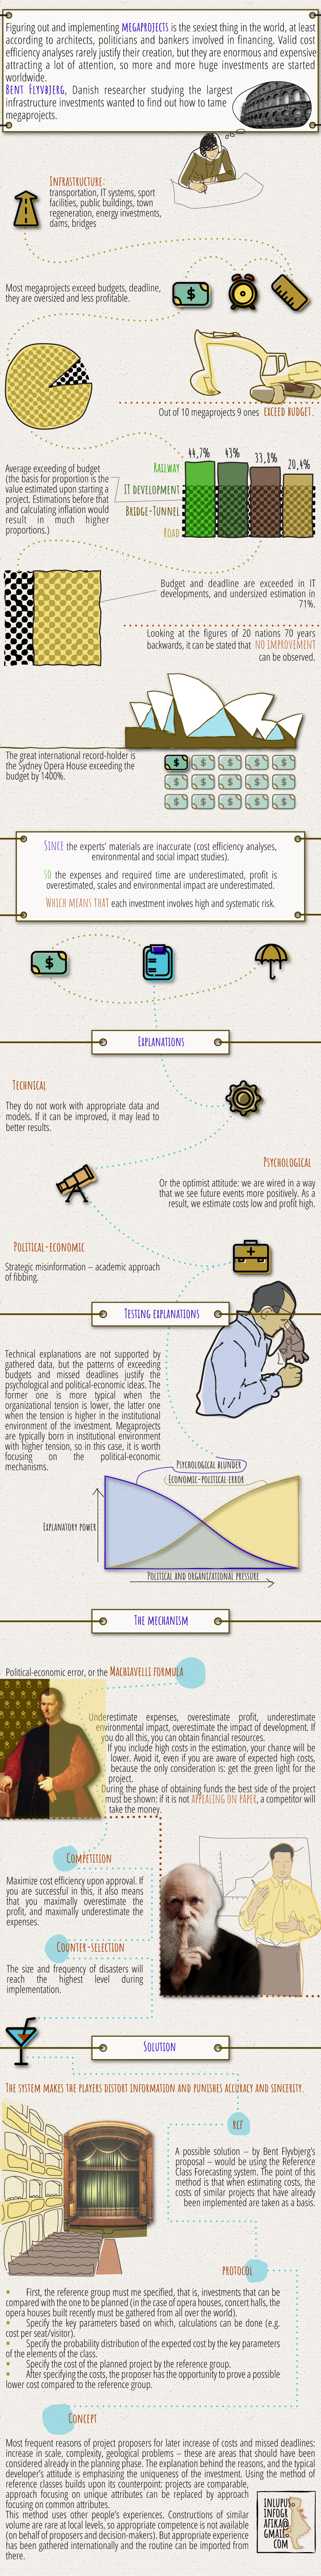 Figuring out and implementing MEGAPROJECTS is the sexiest thing in the world, at least
according to architects, politicians and bankers involved in financing. Valid cost
efficiency analyses rarely justify their creation, but they are enormous and expensive
attracting a lot of attention, so more and more huge investments are started
worldwide.
BENT FLYVBJERG, Danish researcher studying the largest
infrastructure investments wanted to find out how to tame
megaprojects.
INFRASTRUCTURE:
transportation, IT systems, sport
facilities, public buildings, town
regeneration, energy investments,
dams, bridges
Most megaprojects exceed budgets, deadline,
they are oversized and less profitable.
Out of 10 megaprojects 9 ones EXCEED BUDGET.
44,7% 43% 33,8% 20,4%
Average exceeding of budget
(the basis for proportion is the
value estimated upon starting a
project. Estimations before that
and calculating inflation would
result in much higher
proportions.)
RAILWAY
IT DEVELOPMENT
BRIDGE-TUNNEL
ROAD
Budget and deadline are exceeded in IT
developments, and undersized estimation in
71%.
Looking at the figures of 20 nations 70 years
backwards, it can be stated that NO IMPROVEMENT
can be observed.
The great international record-holder is
the Sydney Opera House exceeding the
budget by 1400%.
SINCE the experts' materials are inaccurate (cost efficiency analyses,
environmental and social impact studies).
SO the expenses and required time are underestimated, profit is
overestimated, scales and environmental impact are underestimated.
WHICH MEANS THAT each investment involves high and systematic risk.
EXPLANATIONS
TECHNICAL
They do not work with appropriate data and
models. If it can be improved, it may lead to
better results.
PSYCHOLOGICAL
Or the optimist attitude: we are wired in a way
that we see future events more positively. As a
result, we estimate costs low and profit high.
POLITICAL-ECONOMIC
Strategic misinformation – academic approach
of fibbing.
TESTING EXPLANATIONS
Technical explanations are not supported by
gathered data, but the patterns of exceeding
budgets and missed deadlines justify the
psychological and political-economic ideas. The
former one is more typical when the
organizational tension is lower, the latter one
when the tension is higher in the institutional
environment of the investment. Megaprojects
are typically born in institutional environment
with higher tension, so in this case, it is worth
focusing on the political-economic
mechanisms.
PSYCHOLOGICAL BLUNDER
ECONOMIC-POLITICAL ERROR
EXPLANATORY POWER
POLITICAL AND ORGANIZATIONAL PRESSURE
THE MECHANISM
Political-economic error, or the MACHIAVELLI FORMULA
Underestimate expenses, overestimate profit, underestimate
environmental impact, overestimate the impact of development. If
you do all this, you can obtain financial resources.
If you include high costs in the estimation, your chance will be
lower. Avoid it, even if you are aware of expected high costs,
because the only consideration is: get the green light for the
project.
During the phase of obtaining funds the best side of the project
must be shown; if it is not APPEALING ON PAPER, a competitor will
take the money.
COMPETITION
Maximize cost efficiency upon approval. If
you are successful in this, it also means
that you maximally overestimate the
profit, and maximally underestimate the
expenses.
COUNTER-SELECTION
The size and frequency of disasters will
reach the highest level during
implementation.
SOLUTION
THE SYSTEM MAKES THE PLAYERS DISTORT INFORMATION AND PUNISHES ACCURACY AND SINCERITY.
RCF
A possible solution – by Bent Flyvbjerg's
proposal – would be using the Reference
Class Forecasting system. The point of this
method is that when estimating costs, the
costs of similar projects that have already
been implemented are taken as a basis.
PROTOCOL
• First, the reference group must me specified, that is, investments that can be
compared with the one to be planned (in the case of opera houses, concert halls, the
opera houses built recently must be gathered from all over the world).
• Specify the key parameters based on which, calculations can be done (e.g.
cost per seat/visitor).
• Specify the probability distribution of the expected cost by the key parameters
of the elements of the class.
• Specify the cost of the planned project by the reference group.
• After specifying the costs, the proposer has the opportunity to prove a possible
lower cost compared to the reference group.
CONCEPT
Most frequent reasons of project proposers for later increase of costs and missed deadlines:
increase in scale, complexity, geological problems – these are areas that should have been
considered already in the planning phase. The explanation behind the reasons, and the typical
developer's attitude is emphasizing the uniqueness of the investment. Using the method of
reference classes builds upon its counterpoint: projects are comparable,
approach focusing on unique attributes can be replaced by approach
focusing on common attributes.
This method uses other people's experiences. Constructions of similar
volume are rare at local levels, so appropriate competence is not available
(on behalf of proposers and decision-makers). But appropriate experience
has been gathered internationally and the routine can be imported from
there.
INLUPUS
INFOGR
AFIKA@
GMAIL.
COM